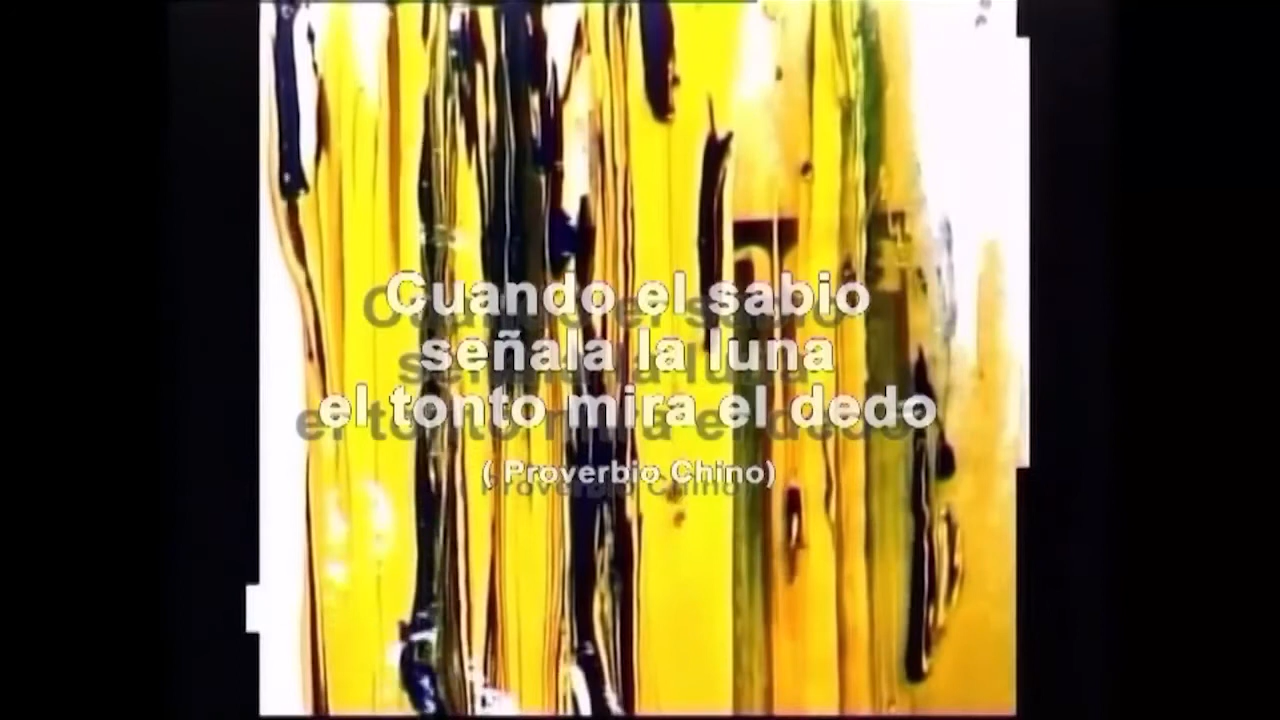 Cuando el sabio
señala la luna
el tonto mira el dedo
( Proverbio Chino)